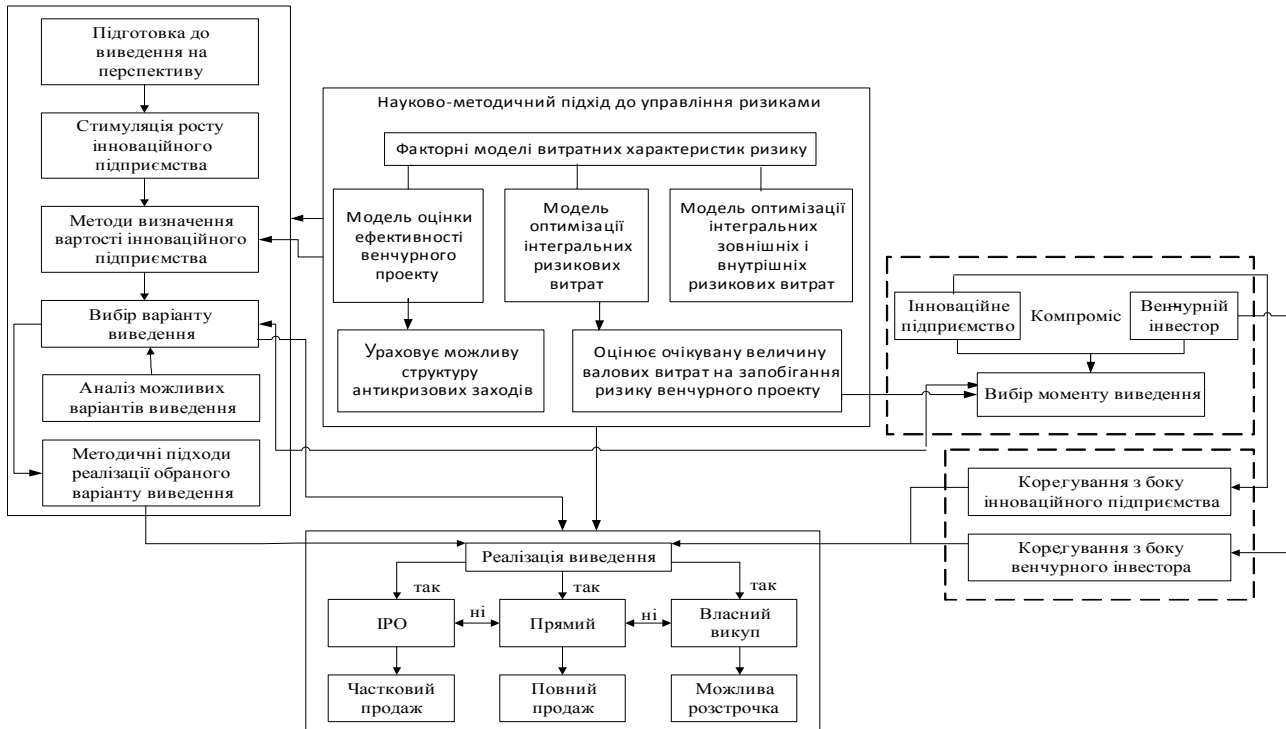 Підготовка до
виведення на
перспективу
Стимуляція росту
інноваційного
підприємства
Методи визначення
вартості інноваційного
підприємства
Вибір варіанту
виведення
Аналіз можливих
варіантів виведення
Методичні підходи
реалізації обраного
варіанту виведення
Науково-методичний підхід до управління ризиками
Факторні моделі витратних характеристик ризику
Модель оцінки
ефективності
венчурного
проекту
Модель
оптимізації
інтегральних
ризикових
витрат
Модель оптимізації
інтегральних
зовнішніх і
внутрішніх
ризикових витрат
Ураховує можливу
структуру
антикризових заходів
Оцінює очікувану величину
валових витрат на запобігання
ризику венчурного проекту
Інноваційне
підприємство
Компроміс
Венчурній
інвестор
Вибір моменту виведення
Корегування з боку
інноваційного підприємства
Корегування з боку
венчурного інвестора
Реалізація виведення
так
так
так
IPO
ні
Прямий
ні
Власний
викуп
Частковий
продаж
Повний
продаж
Можлива
розстрочка